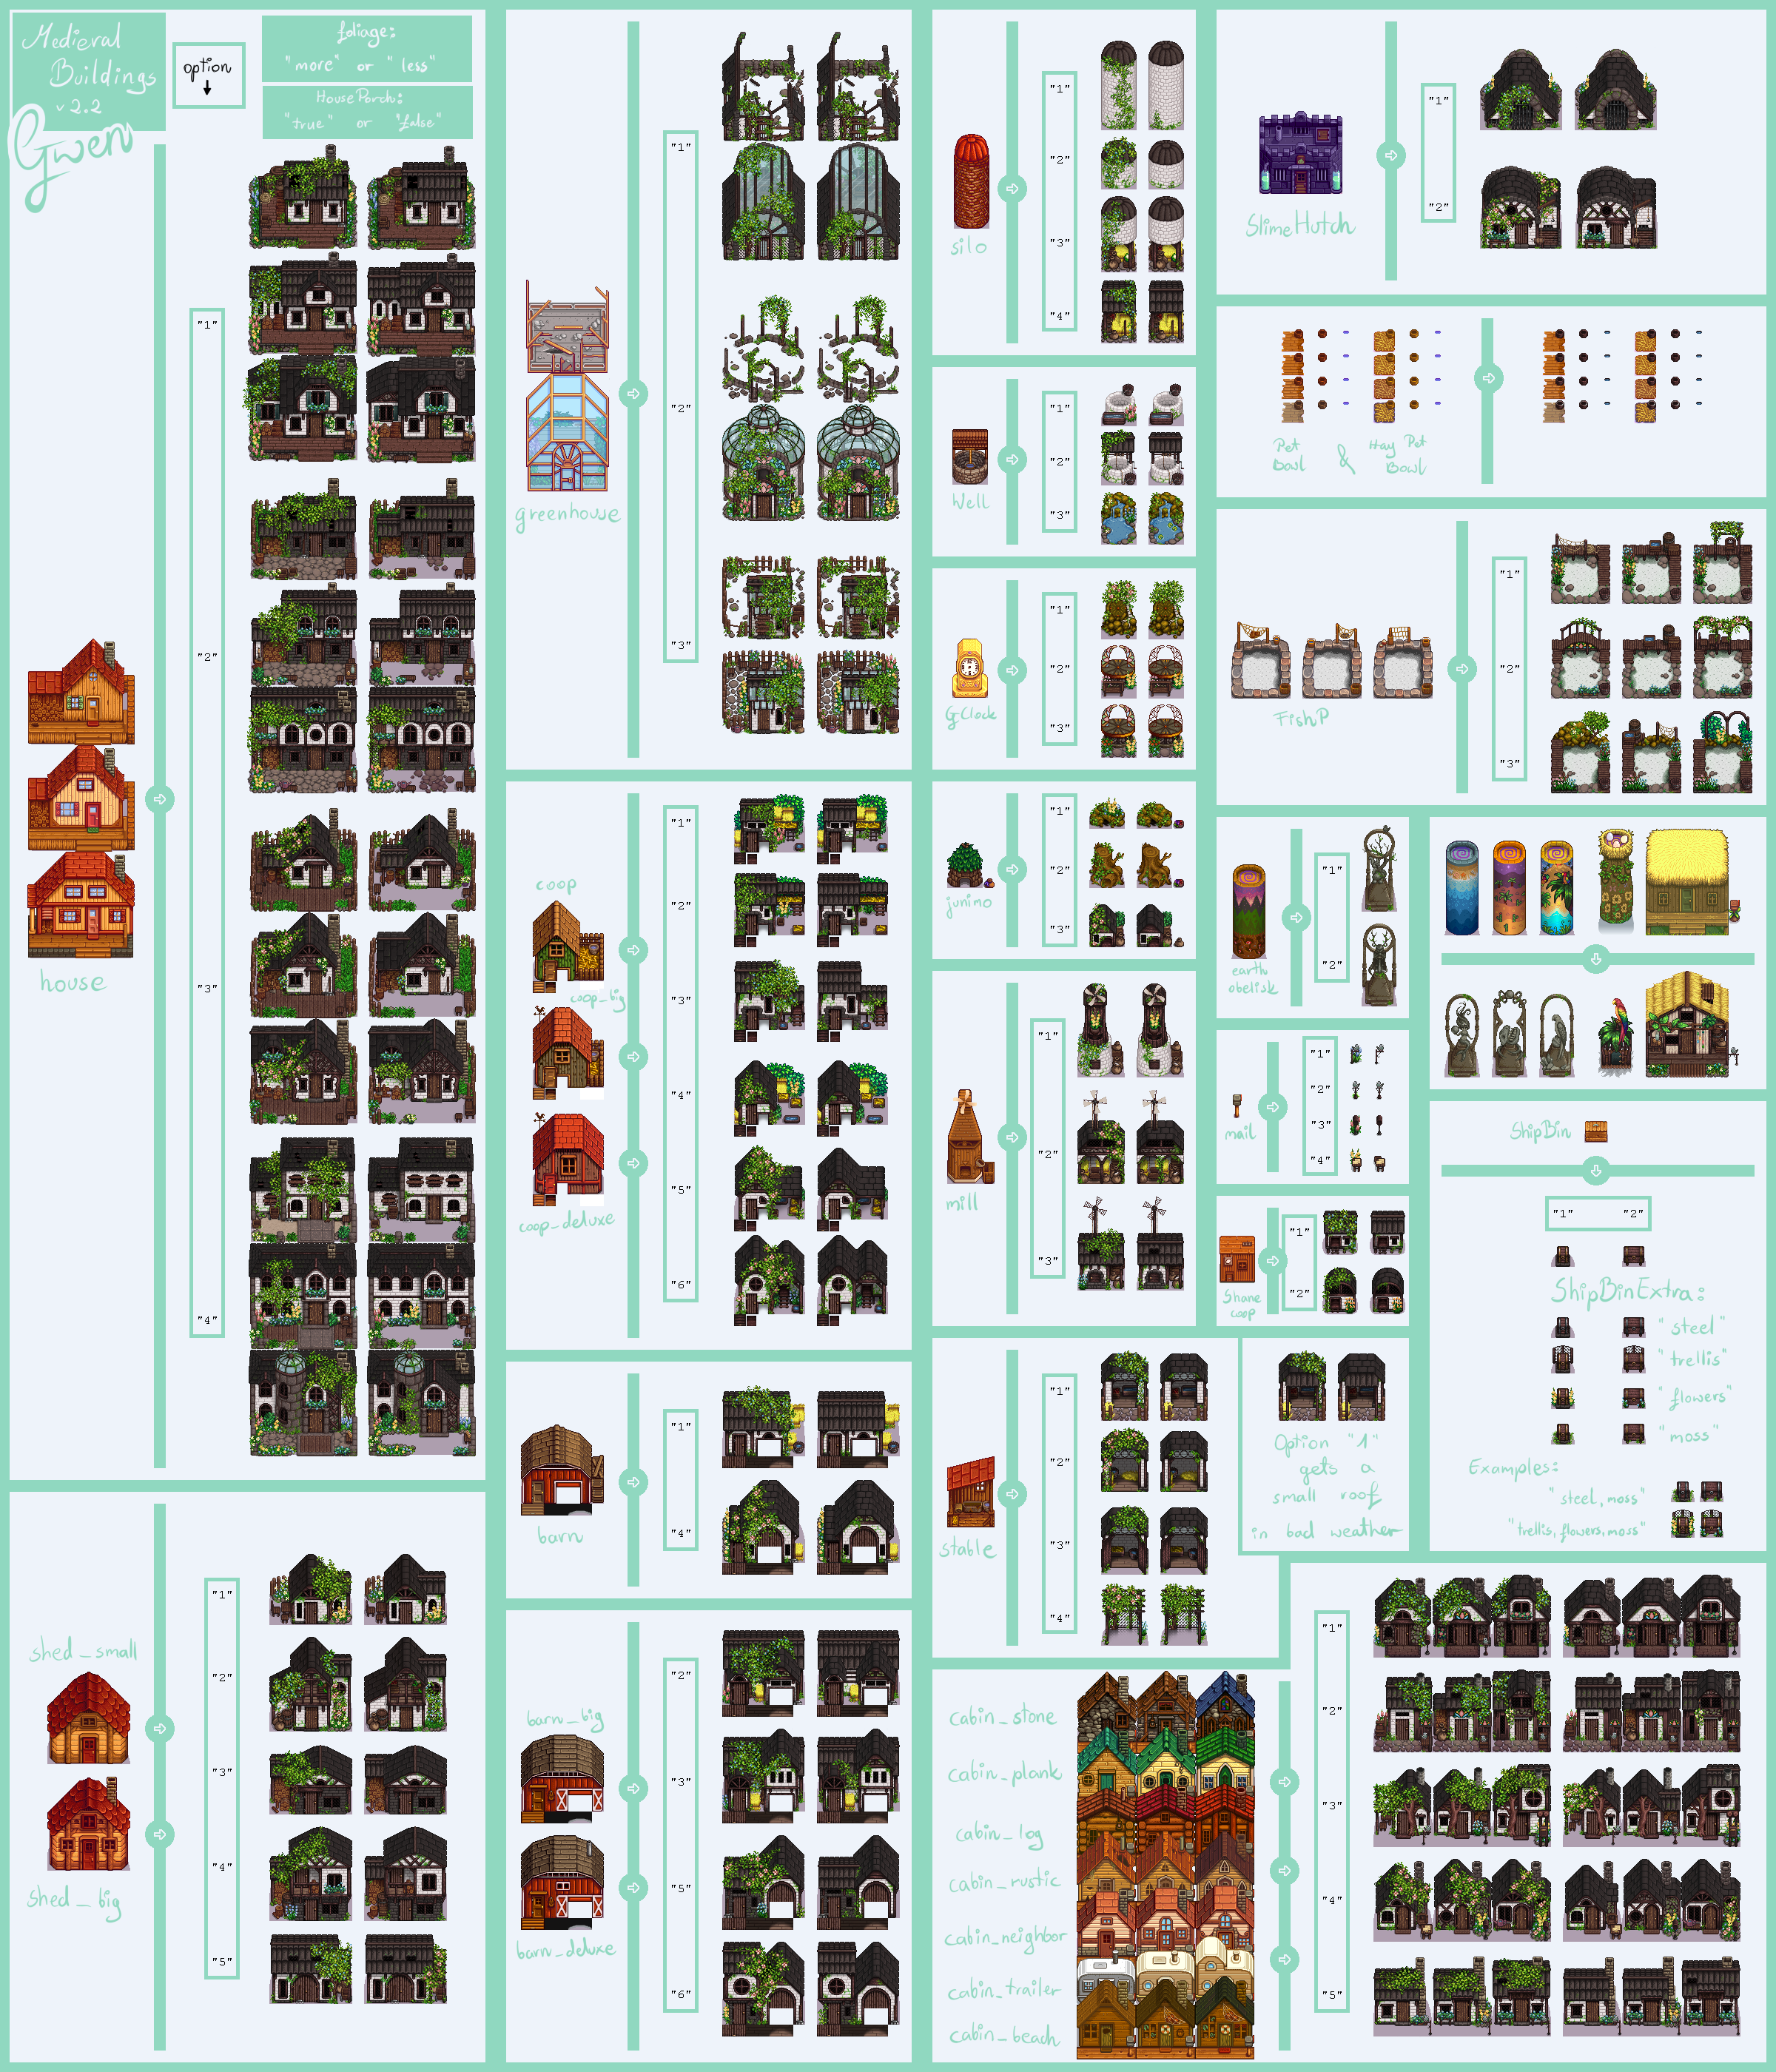 Medieval
Buildings
v 2.2
Gwen
option
foliage:
"more" or "less"
HousePorch:
"true" or "false"
"1"
"2"
"3"
"4"
house
shed_small
shed_big
"1"
"2"
"3"
"4"
"5"
greenhouse
"1"
"2"
"3"
coop
coop_big
coop_deluxe
"1"
"2"
"3"
"4"
"5"
"6"
barn
"1"
"4"
barn_big
barn_deluxe
"2"
"3"
"5"
"6"
silo
"1"
"2"
"3"
"4"
Well
"1"
"2"
"3"
GClock
"1"
"2"
"3"
junimo
"1"
"2"
"3"
mill
"1"
"2"
"3"
stable
"1"
"2"
"3"
"4"
Option "1"
gets a
small roof
in bad weather
cabin_stone
cabin_plank
cabin_log
cabin_rustic
cabin_neighbor
cabin_trailer
cabin_beach
"1"
"2"
"3"
"4"
"5"
SlimeHutch
"1"
"2"
Pet
Bowl
&
Hay Pet
Bowl
FishP
"1"
"2"
"3"
earth
obelisk
"1"
"2"
mail
"1"
"2"
"3"
"4"
Shane
coop
"1"
"2"
ShipBin
"1" "2"
ShipBinExtra:
"steel"
"trellis"
"flowers"
"moss"
Examples:
"steel, moss"
"trellis, flowers, moss"